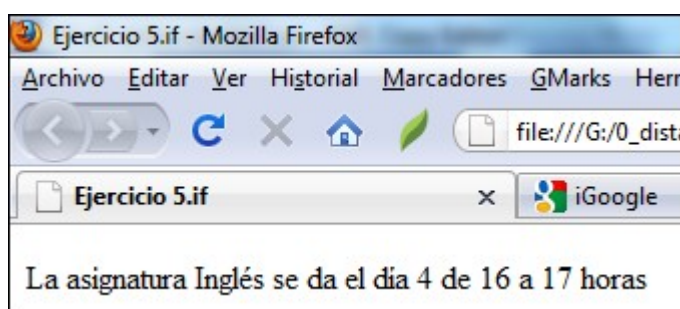 Ejercicio 5.if - Mozilla Firefox
Archivo Editar Ver Historial Marcadores GMarks
file:///G:/0_dista
Ejercicio 5.if × iGoogle
La asignatura Inglés se da el día 4 de 16 a 17 horas